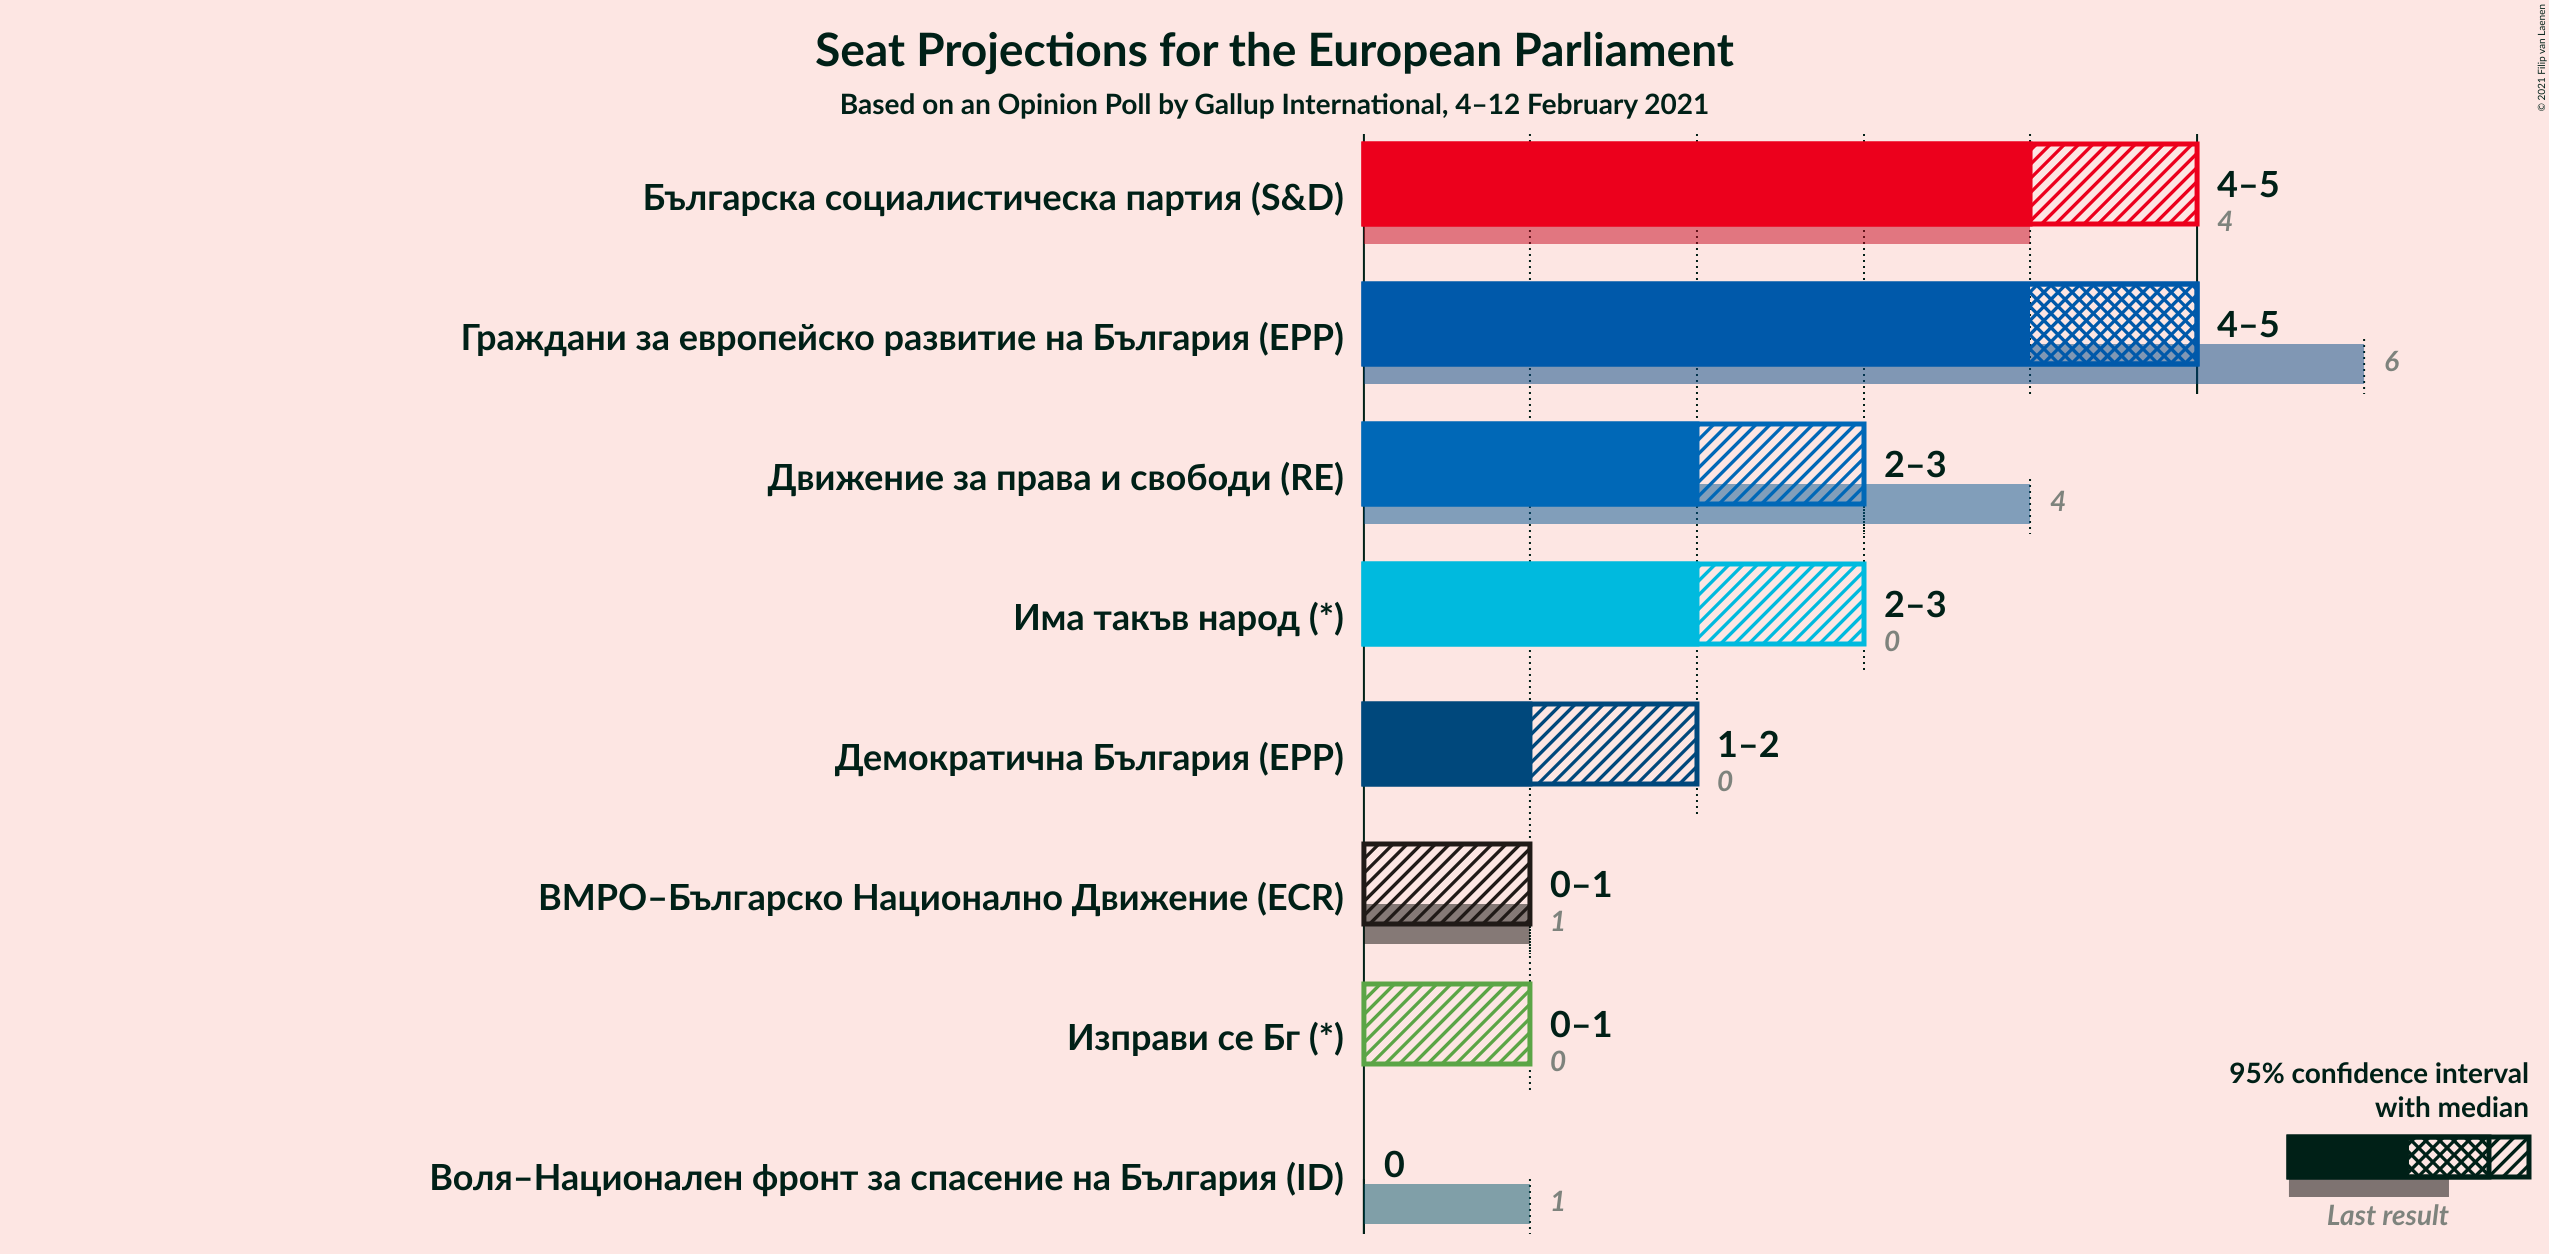 Seat Projections for the European Parliament
Based on an Opinion Poll by Gallup International, 4–12 February 2021
© 2021 Filip van Laenen
Българска социалистическа партия (S&D)
4–5
4
Граждани за европейско развитие на България (EPP)
4–5
6
Движение за права и свободи (RE)
2–3
4
Има такъв народ (*)
2–3
0
Демократична България (EPP)
1–2
0
ВМРО–Българско Национално Движение (ECR)
0–1
1
Изправи се Бг (*)
0–1
0
Воля–Национален фронт за спасение на България (ID)
0
1
95% confidence interval
with median
Last result